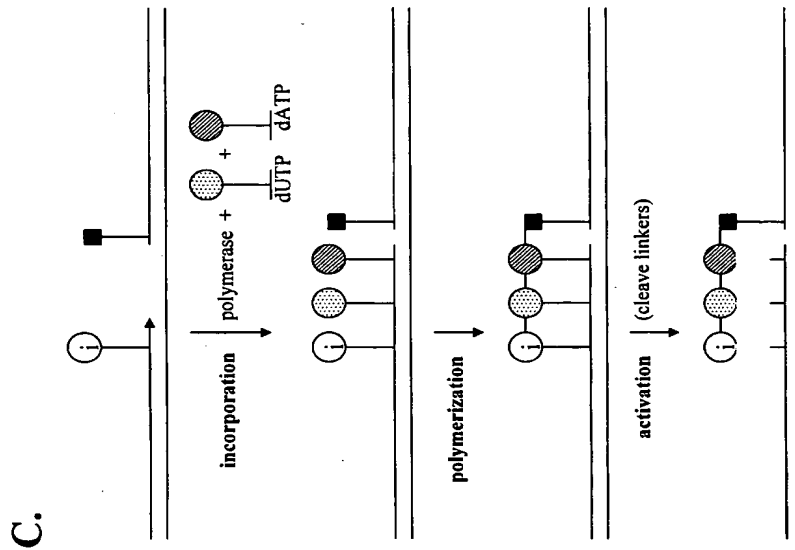 C.
i
incorporation
polymerase + + 
dUTP dATP
i
polymerization
i
activation (cleave linkers)
i